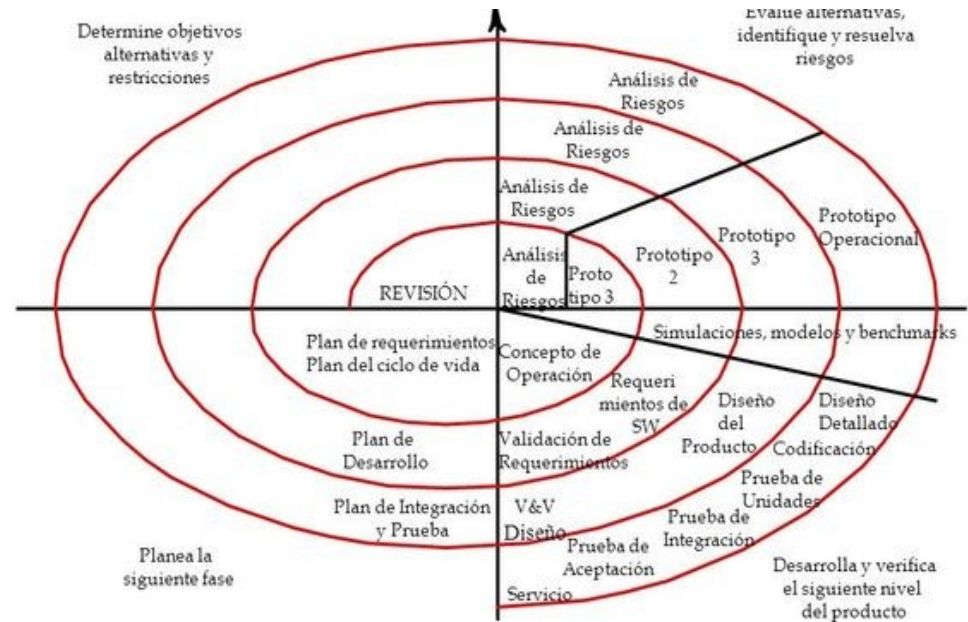 Determine objetivos
alternativas y
restricciones
Evalúe alternativas,
identifique y resuelva
riesgos
Análisis de
Riesgos
Análisis de
Riesgos
Análisis de
Riesgos
Análisis
de
Riesgos
Proto
tipo 3
Prototipo
2
Prototipo
3
Prototipo
Operacional
REVISIÓN
Simulaciones, modelos y benchmarks
Plan de requerimientos
Plan del ciclo de vida
Concepto de
Operación
Requeri
mientos de
SW
Diseño
del
Producto
Diseño
Detallado
Codificación
Plan de
Desarrollo
Validación de
Requerimientos
Prueba de
Unidades
Plan de Integración
y Prueba
V&V
Diseño
Prueba de
Integración
Prueba de
Aceptación
Servicio
Planea la
siguiente fase
Desarrolla y verifica
el siguiente nivel
del producto